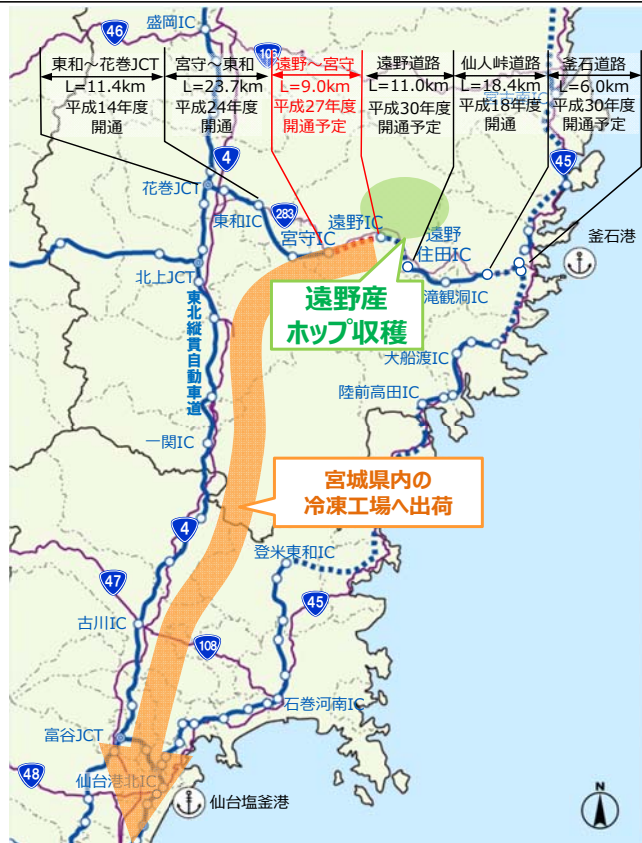 盛岡IC
46
106
東和～花巻JCT
L=11.4km
平成14年度
開通
宮守～東和
L=23.7km
平成24年度
開通
遠野～宮守
L=9.0km
平成27年度
開通予定
遠野道路
L=11.0km
平成30年度
開通予定
仙人峠道路
L=18.4km
平成18年度
開通
釜石道路
L=6.0km
平成30年度
開通予定
4
45
花巻JCT
東和IC
283
宮守IC
遠野IC
遠野
住田IC
釜石港
北上JCT
滝観洞IC
遠野産
ホップ収穫
東北縦貫自動車道
大船渡IC
陸前高田IC
一関IC
宮城県内の
冷凍工場へ出荷
4
登米東和IC
47
45
古川IC
108
石巻河南IC
富谷JCT
48
仙台港北IC
仙台塩釜港
N